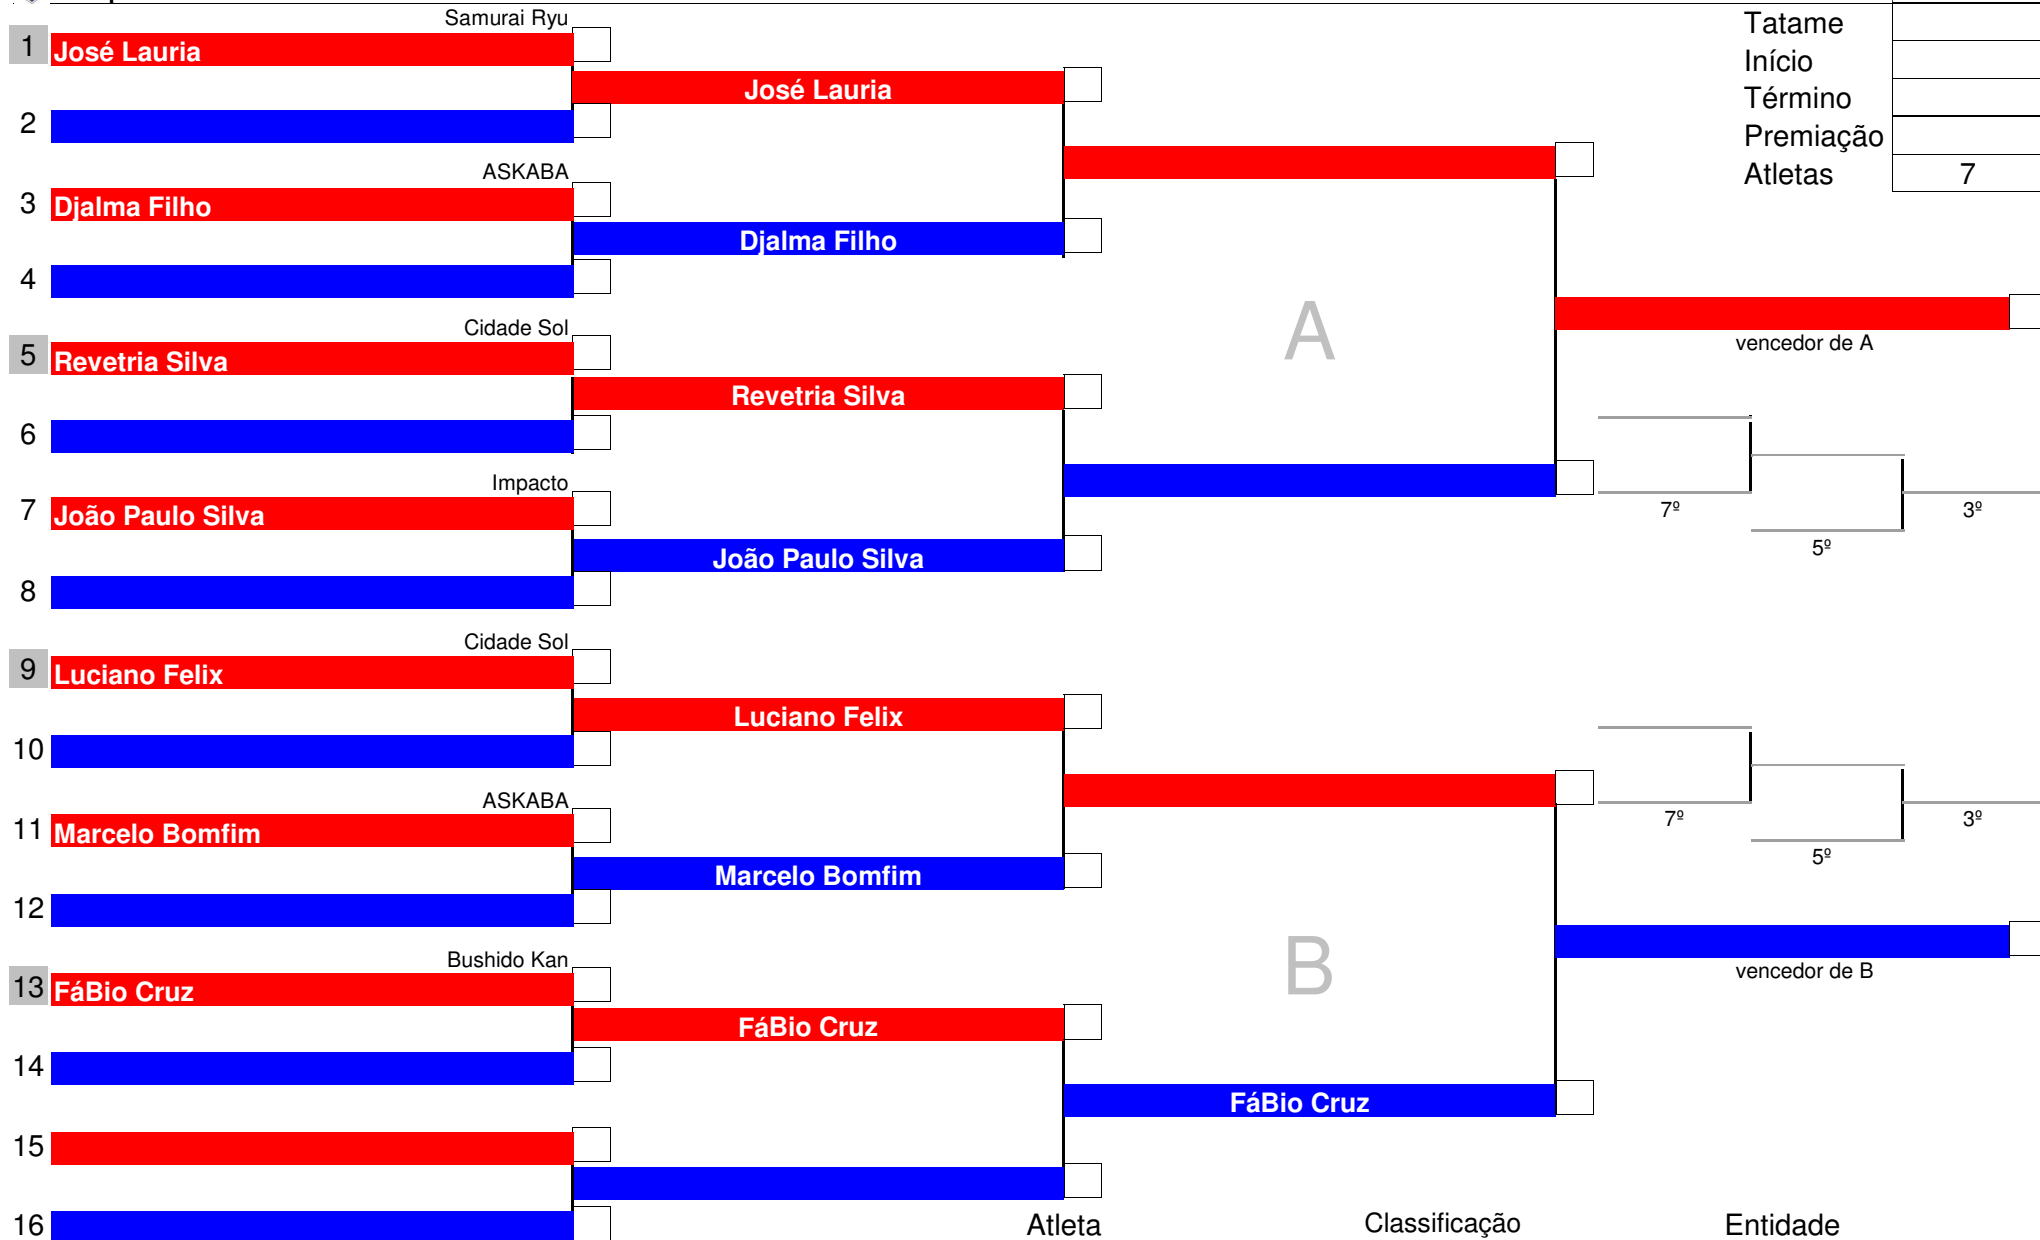 Samurai Ryu
Tatame
1 José Lauria
Início
José Lauria
Término
2
Premiação
ASKABA
Atletas 7
3 Djalma Filho
Djalma Filho
4
Cidade Sol
A
vencedor de A
5 Revetria Silva
Revetria Silva
6
Impacto
7 João Paulo Silva
7º 3º
5º
João Paulo Silva
8
Cidade Sol
9 Luciano Felix
Luciano Felix
10
ASKABA
11 Marcelo Bomfim
7º 3º
5º
Marcelo Bomfim
12
Bushido Kan
B
vencedor de B
13 FáBio Cruz
FáBio Cruz
14
FáBio Cruz
15
16
Atleta Classificação Entidade